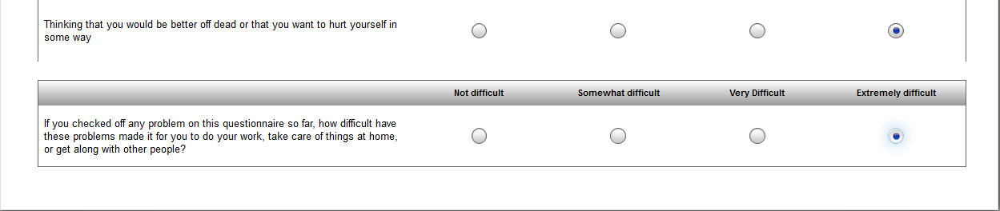 Thinking that you would be better off dead or that you want to hurt yourself in
some way
Not difficult Somewhat difficult Very Difficult Extremely difficult
If you checked off any problem on this questionnaire so far, how difficult have
these problems made it for you to do your work, take care of things at home,
or get along with other people?